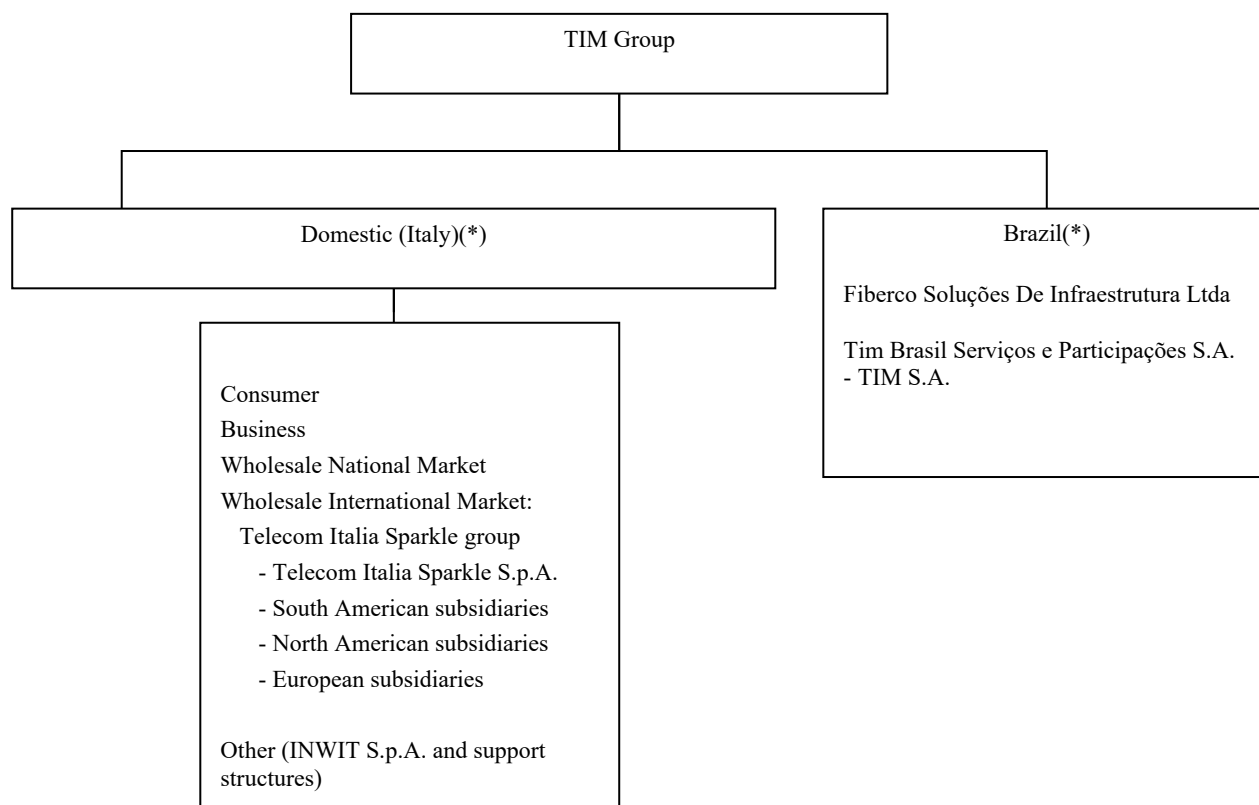 TIM Group
Domestic (Italy)(*)
Brazil(*)
Fiberco Soluções De Infraestrutura Ltda
Tim Brasil Serviços e Participações S.A.
- TIM S.A.
Consumer
Business
Wholesale National Market
Wholesale International Market:
Telecom Italia Sparkle group
- Telecom Italia Sparkle S.p.A.
- South American subsidiaries
- North American subsidiaries
- European subsidiaries
Other (INWIT S.p.A. and support
structures)